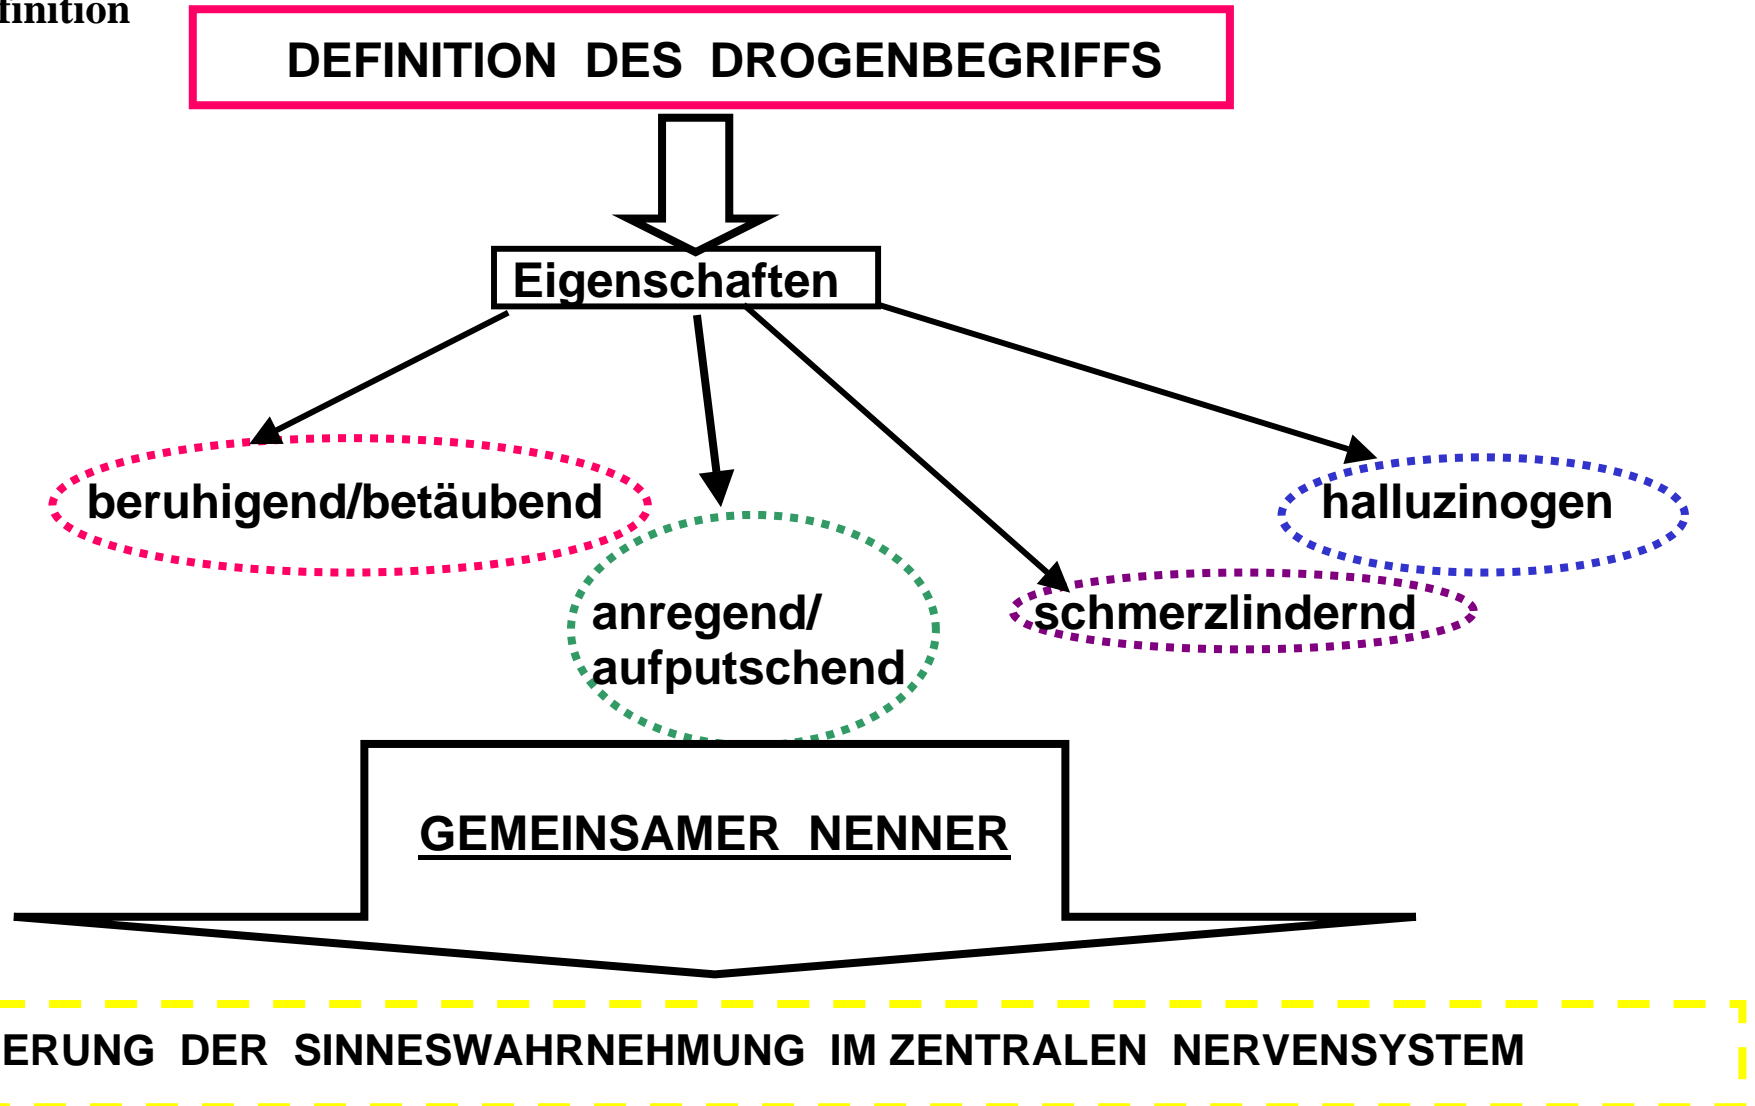 finition
DEFINITION DES DROGENBEGRIFFS
Eigenschaften
beruhigend/betäubend
halluzinogen
anregend/
aufputschend
schmerzlindernd
GEMEINSAMER NENNER
ERUNG DER SINNESWAHRNEHMUNG IM ZENTRALEN NERVENSYSTEM